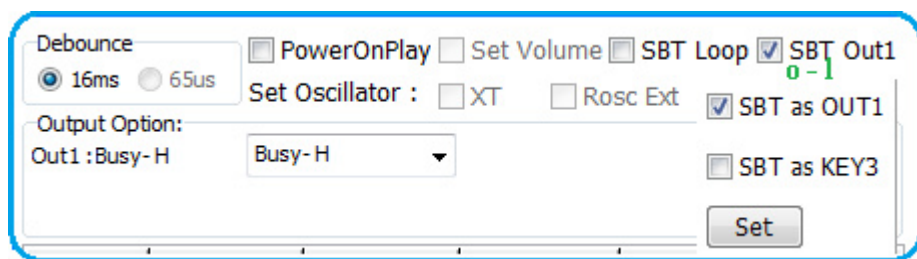 Debounce
PowerOnPlay Set Volume SBT Loop SBT Out1
o-1
16ms 65us
Set Oscillator : XT Rosc Ext
SBT as OUT1
Output Option:
Out1 :Busy-H Busy-H
SBT as KEY3
Set